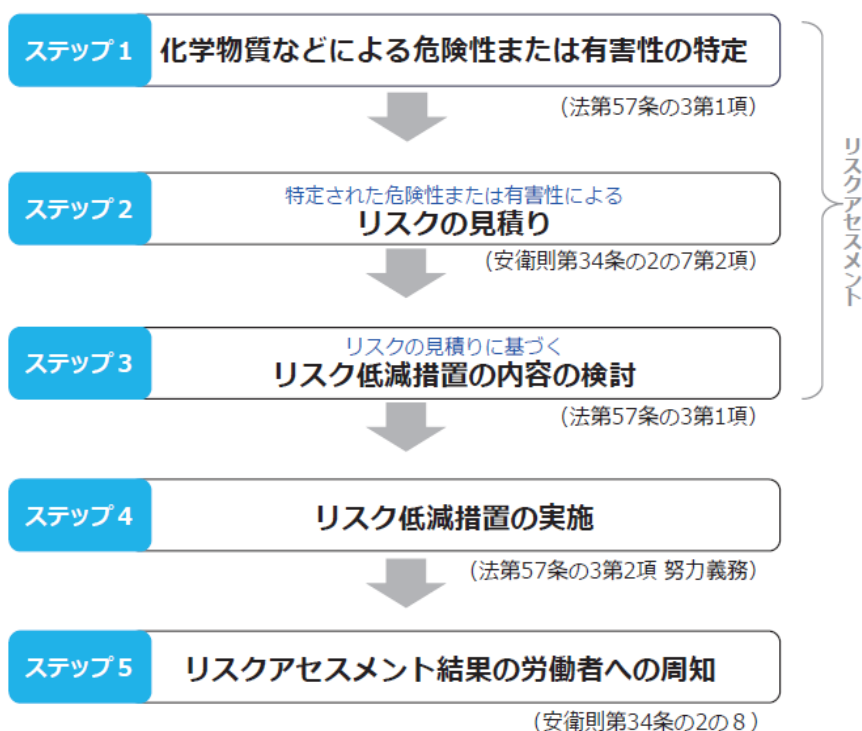 ステップ1
化学物質などによる危険性または有害性の特定
(法第57条の3第1項)
ステップ2
特定された危険性または有害性による
リスクの見積り
(安衛則第34条の2の7第2項)
ステップ3
リスクの見積りに基づく
リスク低減措置の内容の検討
(法第57条の3第1項)
リスクアセスメント
ステップ4
リスク低減措置の実施
(法第57条の3第2項 努力義務)
ステップ5
リスクアセスメント結果の労働者への周知
(安衛則第34条の2の8)